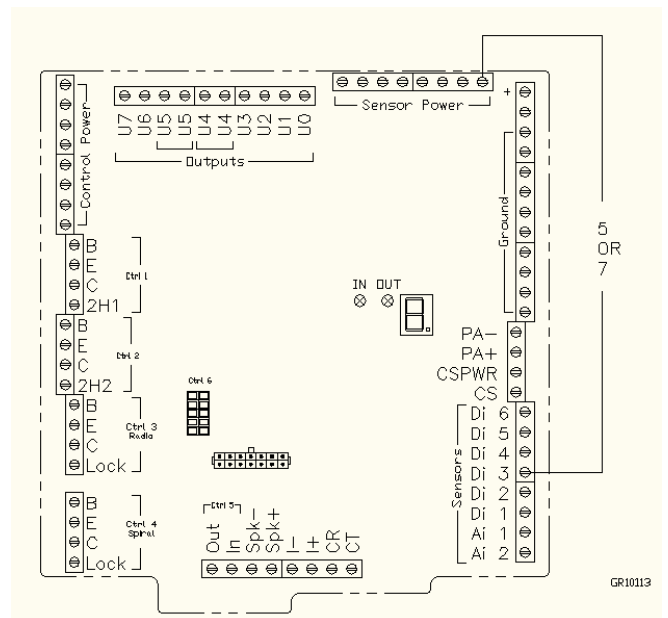 Sensor Power
+
U7
U6
U5
U5
U4
U4
U3
U2
U1
U0
Outputs
Control Power
Ground
5
OR
7
B
E
C
2H1
Ctrl 1
B
E
C
2H2
Ctrl 2
B
E
C
Lock
Ctrl 3
Radio
B
E
C
Lock
Ctrl 4
Spiral
IN OUT
Ctrl 6
PA-
PA+
CSPWR
CS
Di 6
Di 5
Di 4
Di 3
Di 2
Di 1
Ai 1
Ai 2
Sensors
Ctrl 5
Out
In
Spk-
Spk+
I-
I+
CR
CT
GR10113